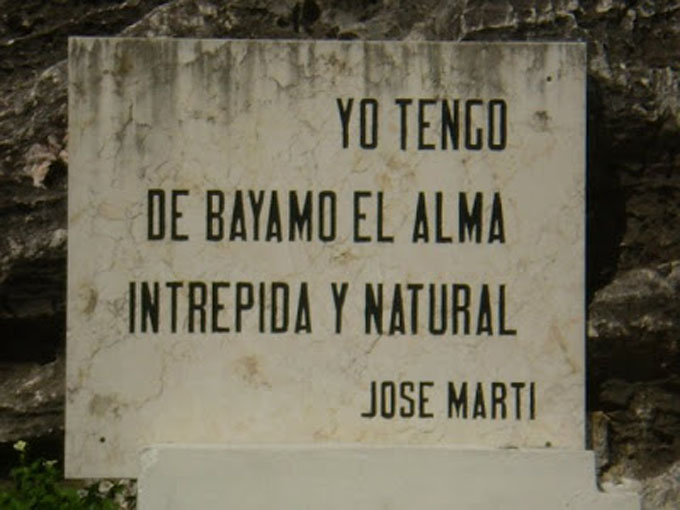 YO TENGO
DE BAYAMO EL ALMA
INTREPIDA Y NATURAL
JOSE MARTI